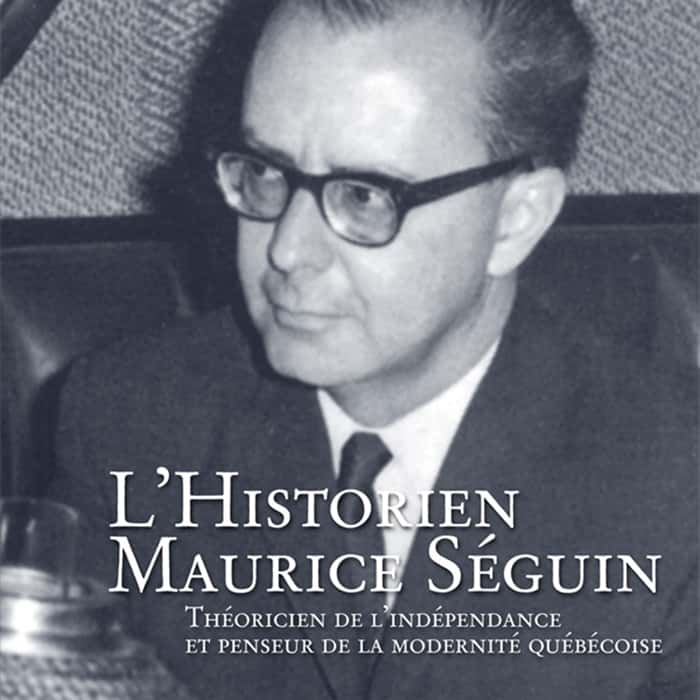 L’Historien
Maurice Séguin
Théoricien de l’indépendance
et penseur de la modernité québécoise